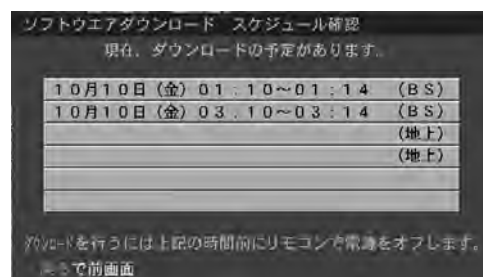 ソフトウエアダウンロード スケジュール確認
現在、ダウンロードの予定があります。
10月10日(金)01:10~01:14 (BS)
10月10日(金)03:10~03:14 (BS)
(地上)
(地上)
ダウンロードを行うには上記の時間前にリモコンで電源をオフします。
で前画面